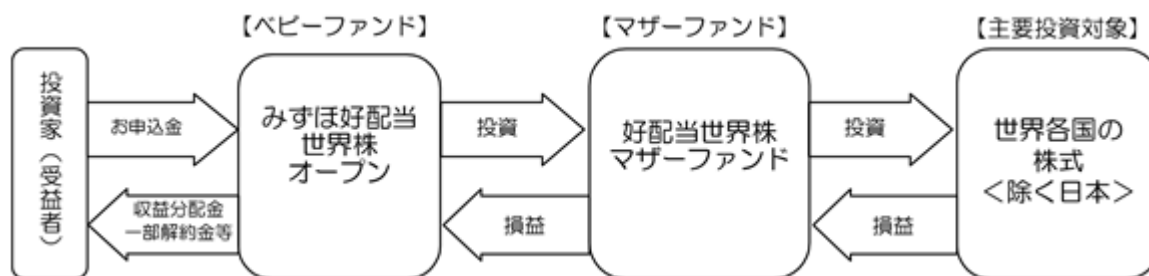 【ベビーファンド】
【マザーファンド】
【主要投資対象】
投資家（受益者）
お申込金
収益分配金
一部解約金等
みずほ好配当
世界株
オープン
投資
損益
好配当世界株
マザーファンド
投資
損益
世界各国の
株式
＜除く日本＞